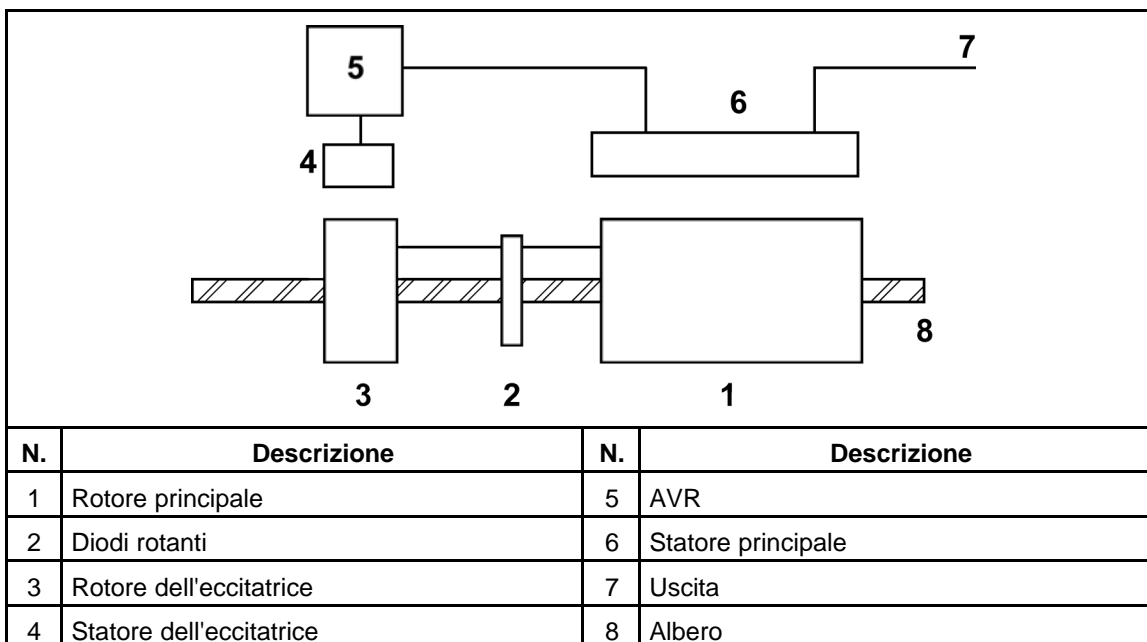 5
7
6
4
8
3
2
1
N. Descrizione N. Descrizione
1 Rotore principale 5 AVR
2 Diodi rotanti 6 Statore principale
3 Rotore dell'eccitatrice 7 Uscita
4 Statore dell'eccitatrice 8 Albero